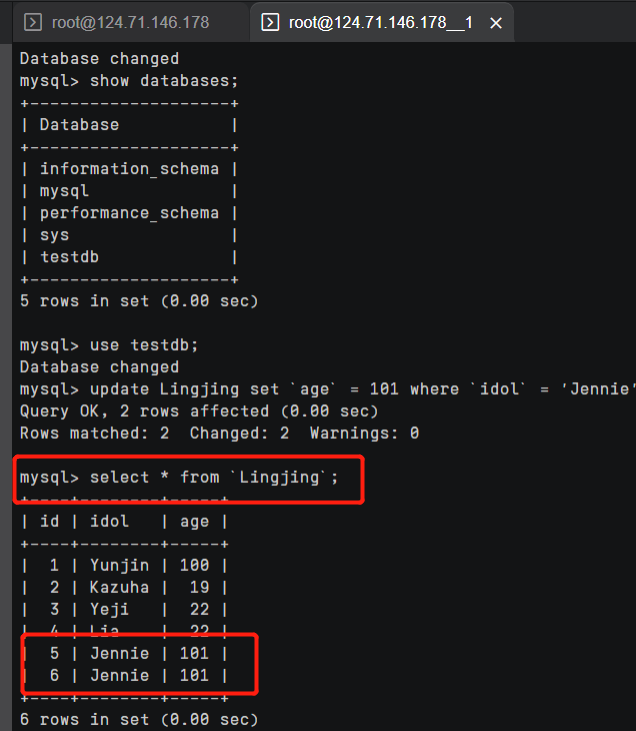 root@124.71.146.178 root@124.71.146.178__1
Database changed
mysql> show databases;
+--------------------+
| Database           |
+--------------------+
| information_schema |
| mysql              |
| performance_schema |
| sys                |
| testdb             |
+--------------------+
5 rows in set (0.00 sec)
mysql> use testdb;
Database changed
mysql> update Lingjing set `age` = 101 where `idol` = 'Jennie'
Query OK, 2 rows affected (0.00 sec)
Rows matched: 2  Changed: 2  Warnings: 0
mysql> select * from `Lingjing`;
+----+--------+-----+
| id | idol   | age |
+----+--------+-----+
|  1 | Yunjin | 100 |
|  2 | Kazuha |  19 |
|  3 | Yeji   |  22 |
|  4 | Lia    |  22 |
|  5 | Jennie | 101 |
|  6 | Jennie | 101 |
+----+--------+-----+
6 rows in set (0.00 sec)